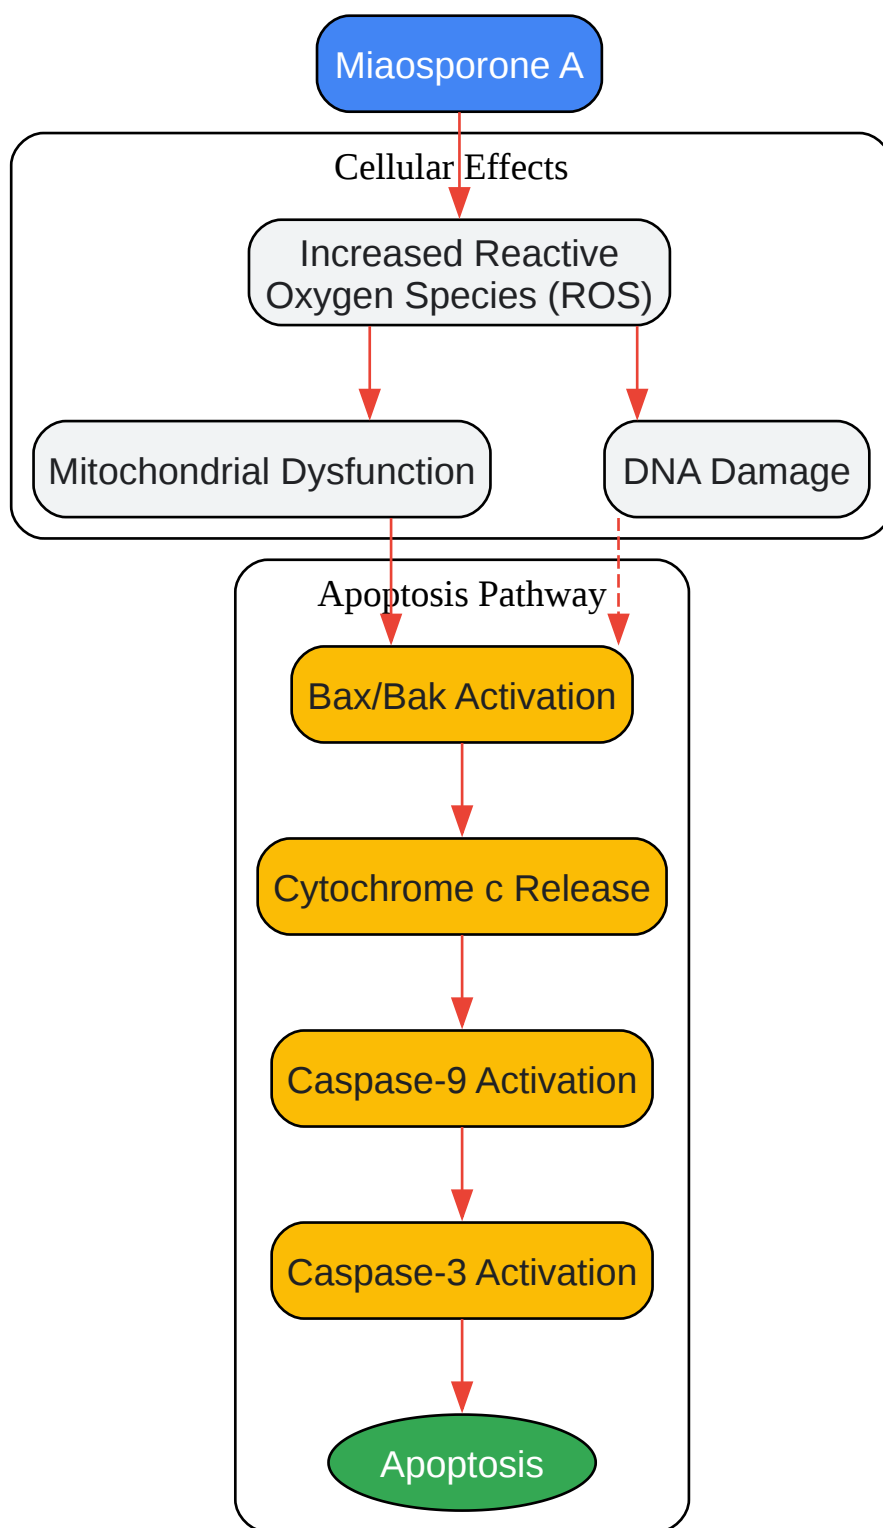 Miaosporone A
Cellular Effects
Increased Reactive
Oxygen Species (ROS)
Mitochondrial Dysfunction
DNA Damage
Apoptosis Pathway
Bax/Bak Activation
Cytochrome c Release
Caspase-9 Activation
Caspase-3 Activation
Apoptosis